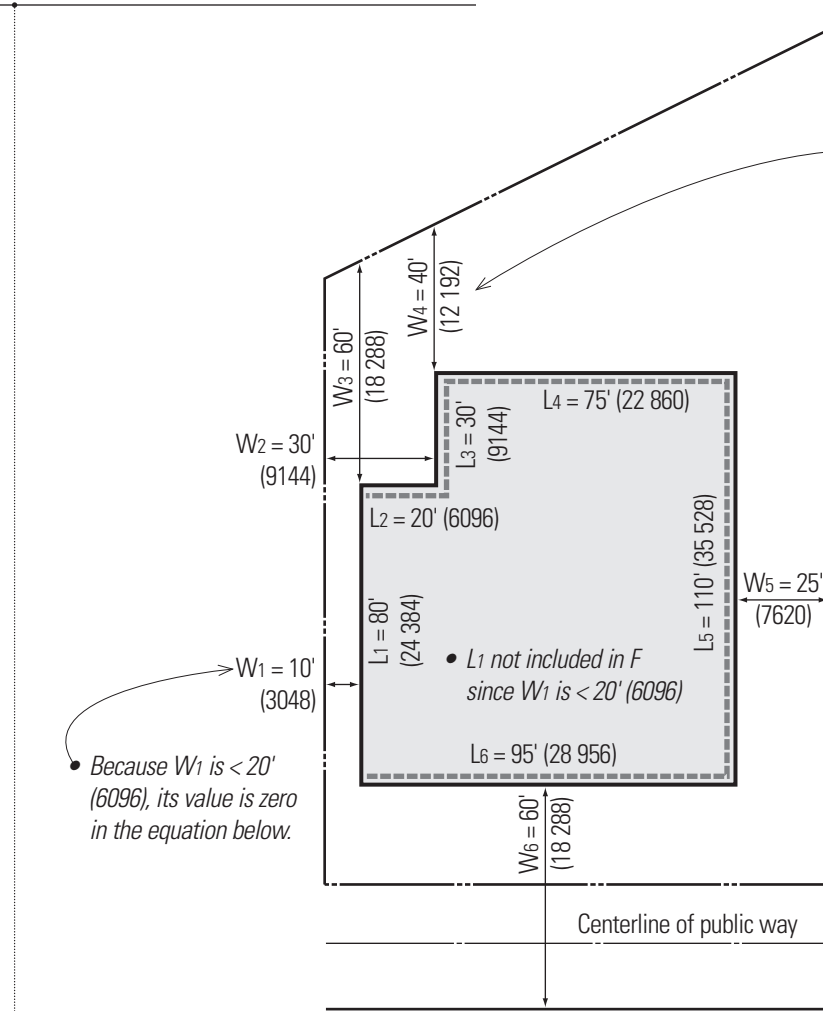 W4 = 40'
(12 192)
W3 = 60'
(18 288)
L4 = 75' (22 860)
L3 = 30'
(9144)
W2 = 30'
(9144)
L2 = 20' (6096)
L5 = 110' (35 528)
W5 = 25'
(7620)
L1 = 80'
(24 384)
• L1 not included in F
since W1 is < 20' (6096)
W1 = 10'
(3048)
L6 = 95' (28 956)
• Because W1 is < 20'
(6096), its value is zero
in the equation below.
W6 = 60'
(18 288)
Centerline of public way